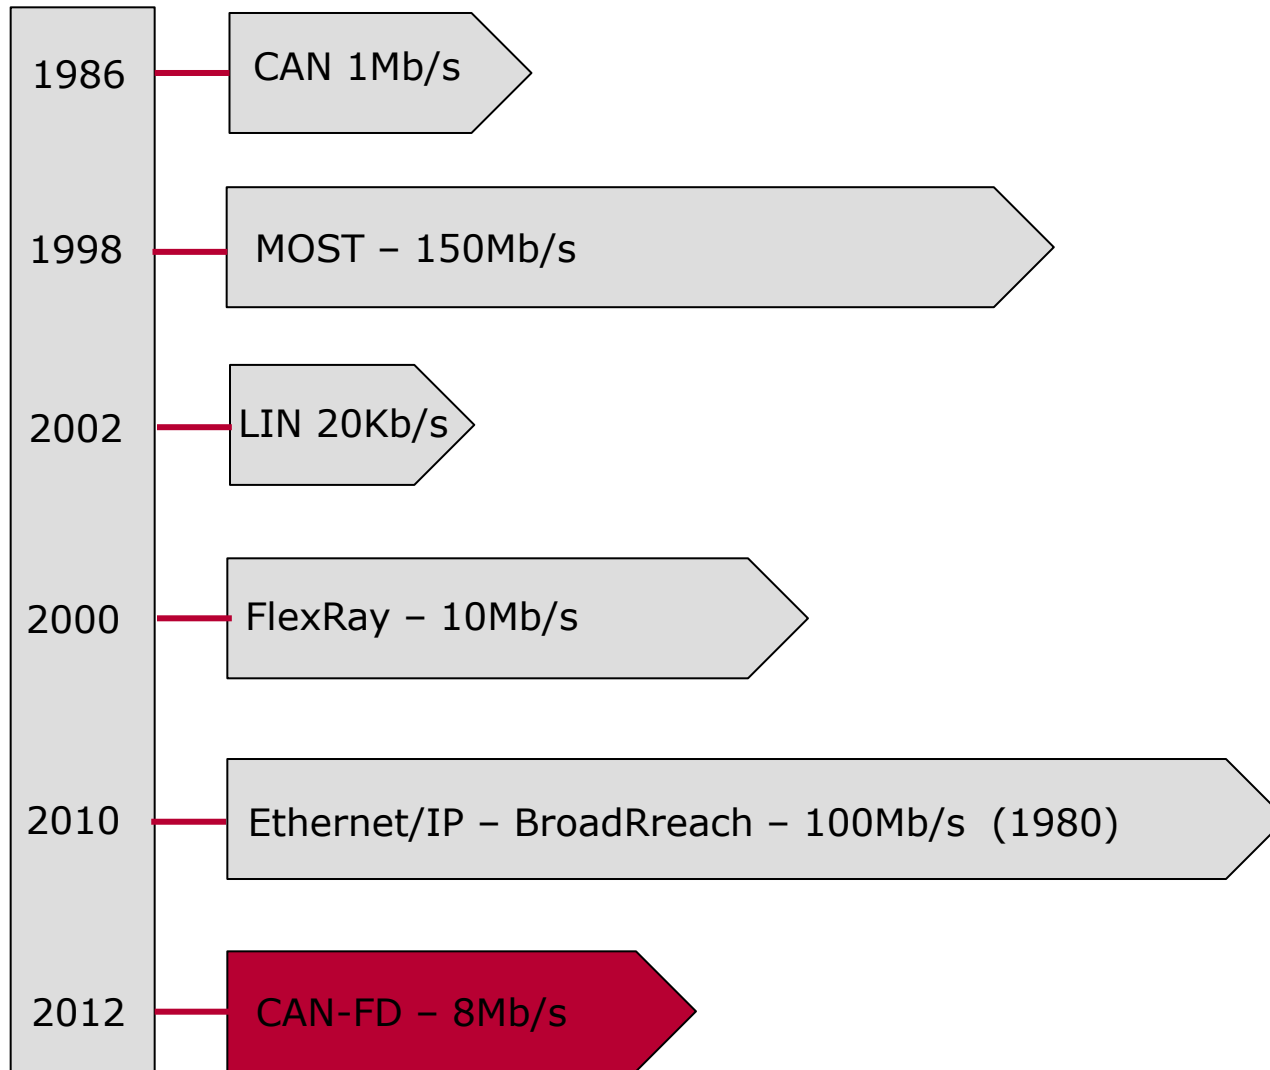 1986
CAN 1Mb/s
1998
MOST – 150Mb/s
2002
LIN 20Kb/s
2000
FlexRay – 10Mb/s
2010
Ethernet/IP – BroadRreach – 100Mb/s (1980)
2012
CAN-FD – 8Mb/s